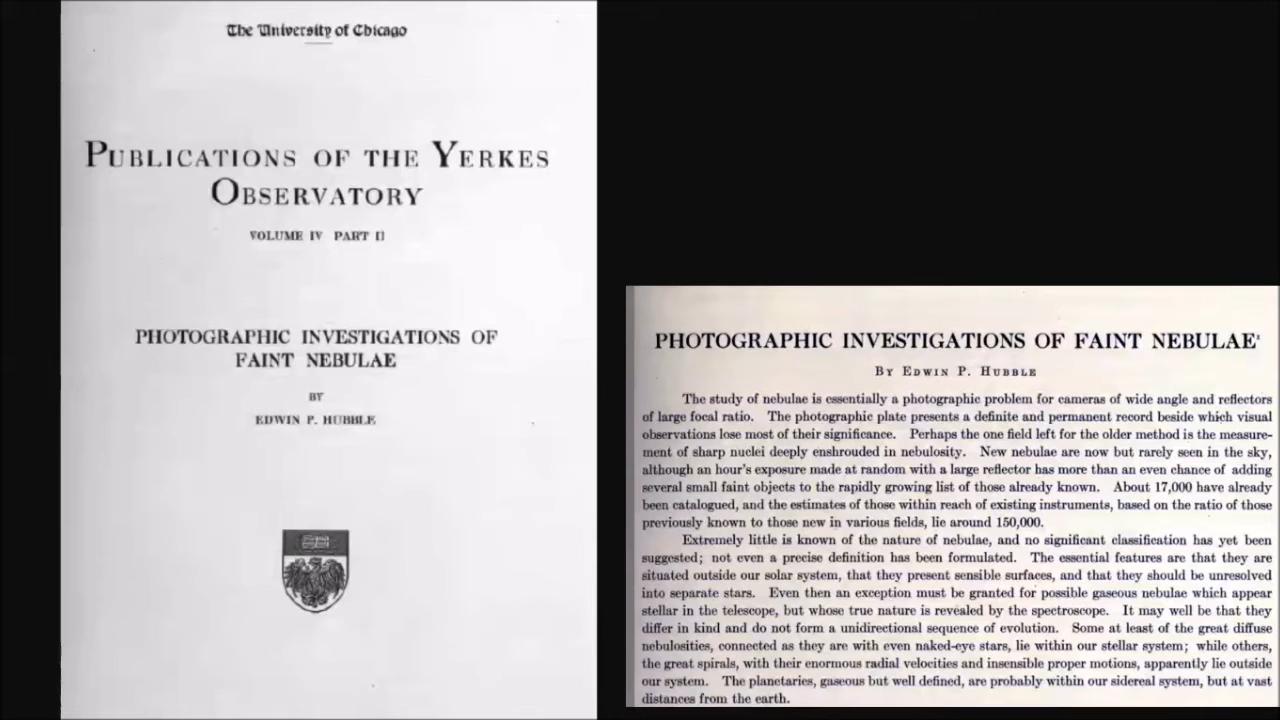 The University of Chicago
PUBLICATIONS OF THE YERKES
OBSERVATORY
VOLUME IV PART II
PHOTOGRAPHIC INVESTIGATIONS OF
FAINT NEBULAE
BY
EDWIN P. HUBBLE
PHOTOGRAPHIC INVESTIGATIONS OF FAINT NEBULAE¹
BY EDWIN P. HUBBLE
The study of nebulae is essentially a photographic problem for cameras of wide angle and reflectors
of large focal ratio. The photographic plate presents a definite and permanent record beside which visual
observations lose most of their significance. Perhaps the one field left for the older method is the measure-
ment of sharp nuclei deeply enshrouded in nebulosity. New nebulae are now but rarely seen in the sky,
although an hour's exposure made at random with a large reflector has more than an even chance of adding
several small faint objects to the rapidly growing list of those already known. About 17,000 have already
been catalogued, and the estimates of those within reach of existing instruments, based on the ratio of those
previously known to those new in various fields, lie around 150,000.
Extremely little is known of the nature of nebulae, and no significant classification has yet been
suggested; not even a precise definition has been formulated. The essential features are that they are
situated outside our solar system, that they present sensible surfaces, and that they should be unresolved
into separate stars. Even then an exception must be granted for possible gaseous nebulae which appear
stellar in the telescope, but whose true nature is revealed by the spectroscope. It may well be that they
differ in kind and do not form a unidirectional sequence of evolution. Some at least of the great diffuse
nebulosities, connected as they are with even naked-eye stars, lie within our stellar system; while others,
the great spirals, with their enormous radial velocities and insensible proper motions, apparently lie outside
our system. The planetaries, gaseous but well defined, are probably within our sidereal system, but at vast
distances from the earth.